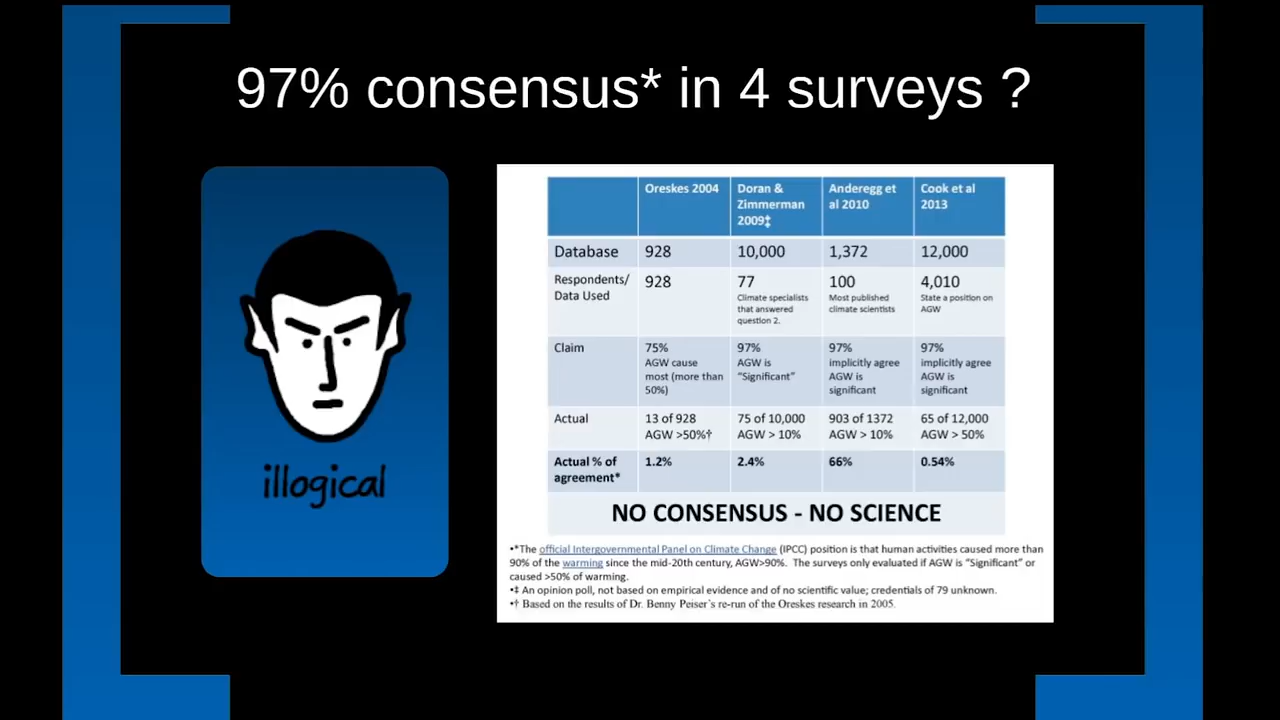 97% consensus* in 4 surveys ?
illogical
Oreskes 2004
Doran &
Zimmerman
2009‡
Anderegg et
al 2010
Cook et al
2013
Database
928
10,000
1,372
12,000
Respondents/
Data Used
928
77
Climate specialists
that answered
question 2.
100
Most published
climate scientists
4,010
State a position on
AGW
Claim
75%
AGW cause
most (more than
50%)
97%
AGW is
“Significant”
97%
implicitly agree
AGW is
significant
97%
implicitly agree
AGW is
significant
Actual
13 of 928
AGW >50%†
75 of 10,000
AGW > 10%
903 of 1372
AGW > 10%
65 of 12,000
AGW > 50%
Actual % of
agreement*
1.2%
2.4%
66%
0.54%
NO CONSENSUS - NO SCIENCE
•*The official Intergovernmental Panel on Climate Change (IPCC) position is that human activities caused more than
90% of the warming since the mid-20th century, AGW>90%. The surveys only evaluated if AGW is “Significant” or
caused >50% of warming.
•‡ An opinion poll, not based on empirical evidence and of no scientific value; credentials of 79 unknown.
•† Based on the results of Dr. Benny Peiser's re-run of the Oreskes research in 2005.